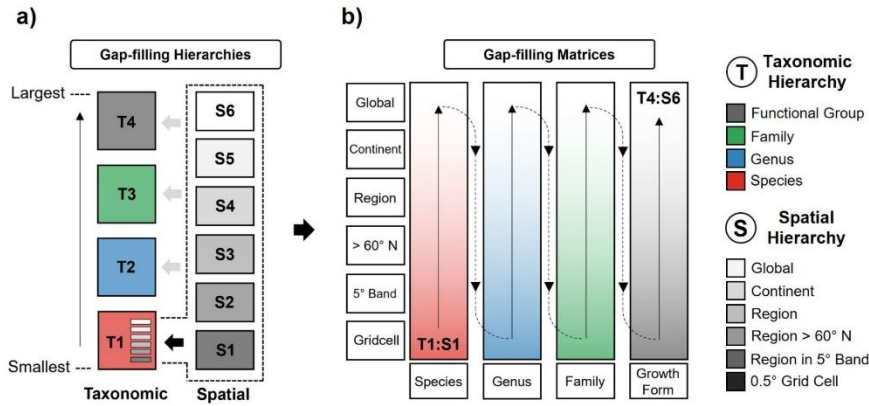 a)
Gap-filling Hierarchies
Largest
T4
T3
T2
T1
Smallest
S6
S5
S4
S3
S2
S1
Taxonomic
Spatial
b)
Gap-filling Matrices
Global
Continent
Region
> 60° N
5° Band
Gridcell
T4:S6
T1:S1
Species
Genus
Family
Growth
Form
T Taxonomic
Hierarchy
Functional Group
Family
Genus
Species
S Spatial
Hierarchy
Global
Continent
Region
Region > 60° N
Region in 5° Band
0.5° Grid Cell